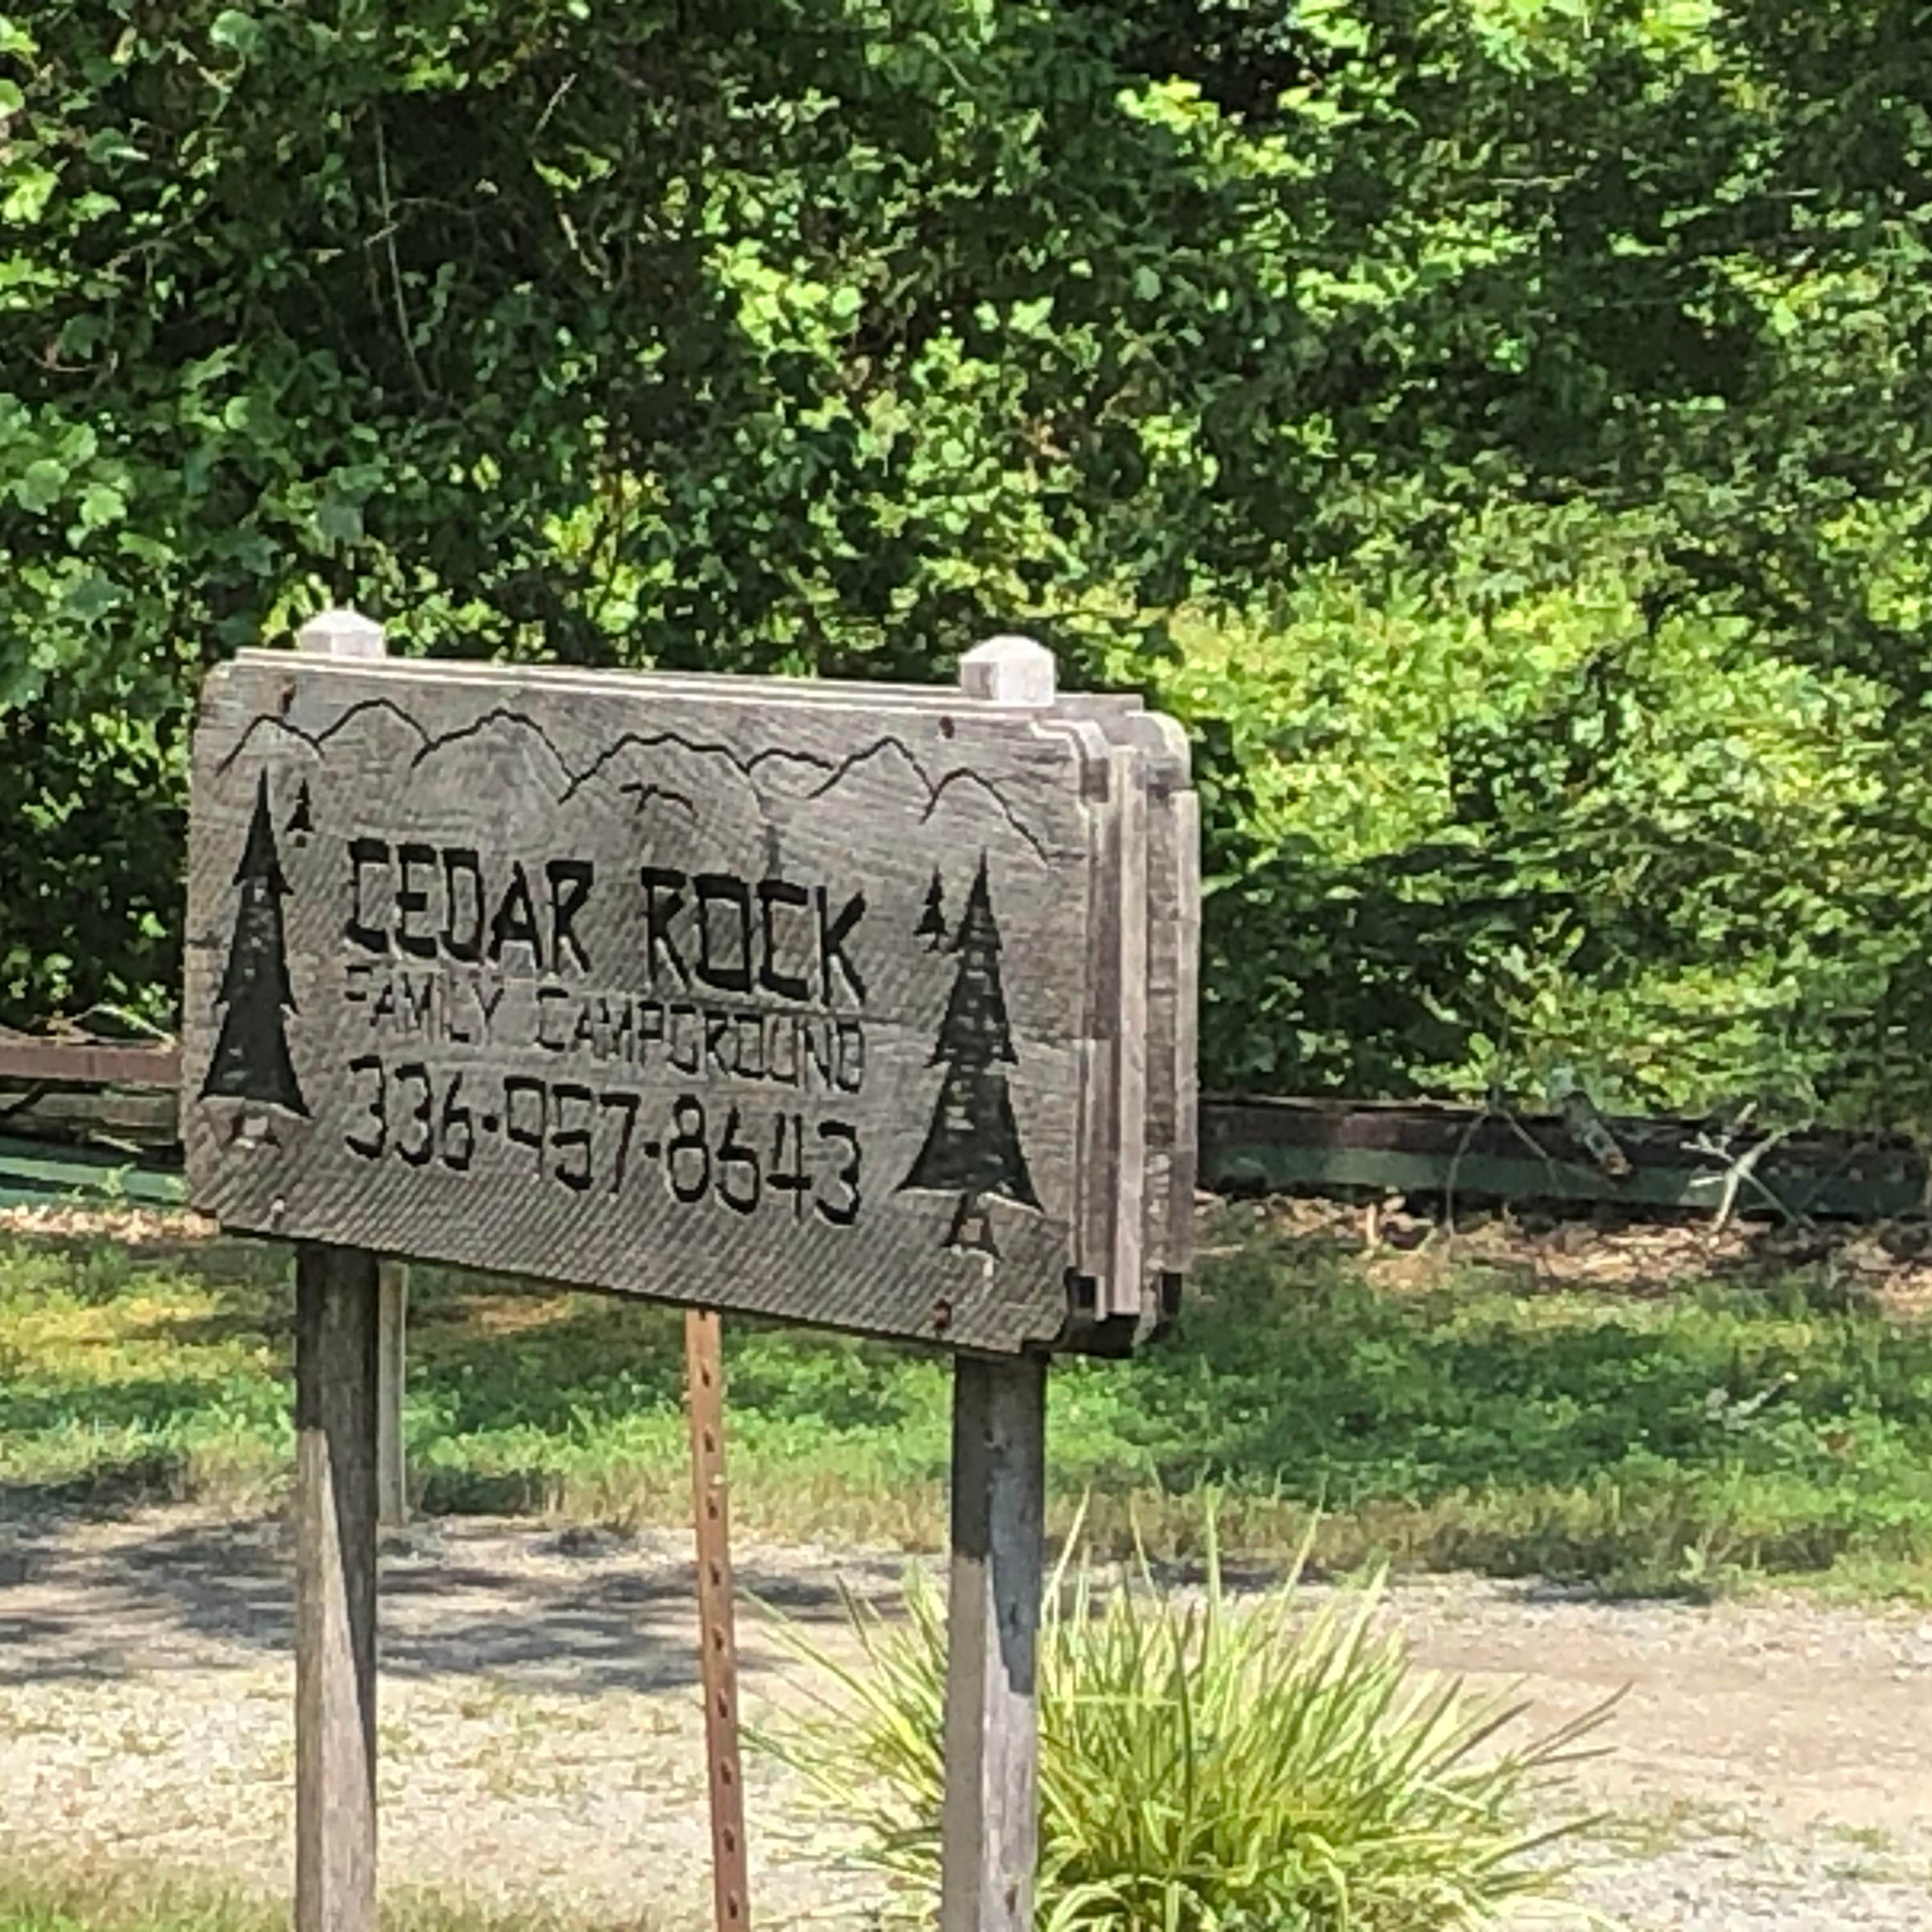 CEDAR ROCK
FAMILY CAMPGROUND
336-957-8643